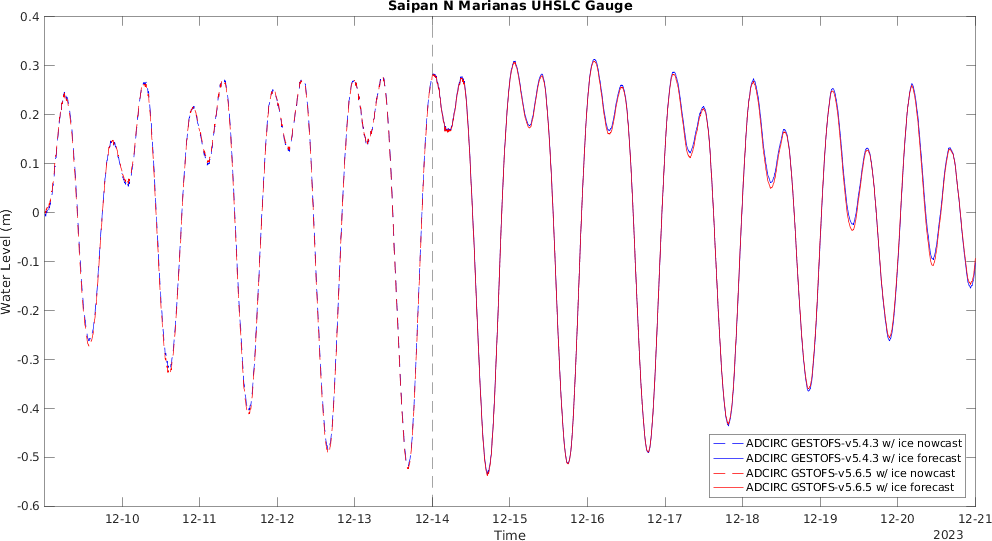 Saipan N Marianas UHSLC Gauge
Water Level (m)
0.4
0.3
0.2
0.1
0
-0.1
-0.2
-0.3
-0.4
-0.5
-0.6
ADCIRC GESTOFS-v5.4.3 w/ ice nowcast
ADCIRC GESTOFS-v5.4.3 w/ ice forecast
ADCIRC GSTOFS-v5.6.5 w/ ice nowcast
ADCIRC GSTOFS-v5.6.5 w/ ice forecast
12-10 12-11 12-12 12-13 12-14 12-15 12-16 12-17 12-18 12-19 12-20 12-21
2023
Time